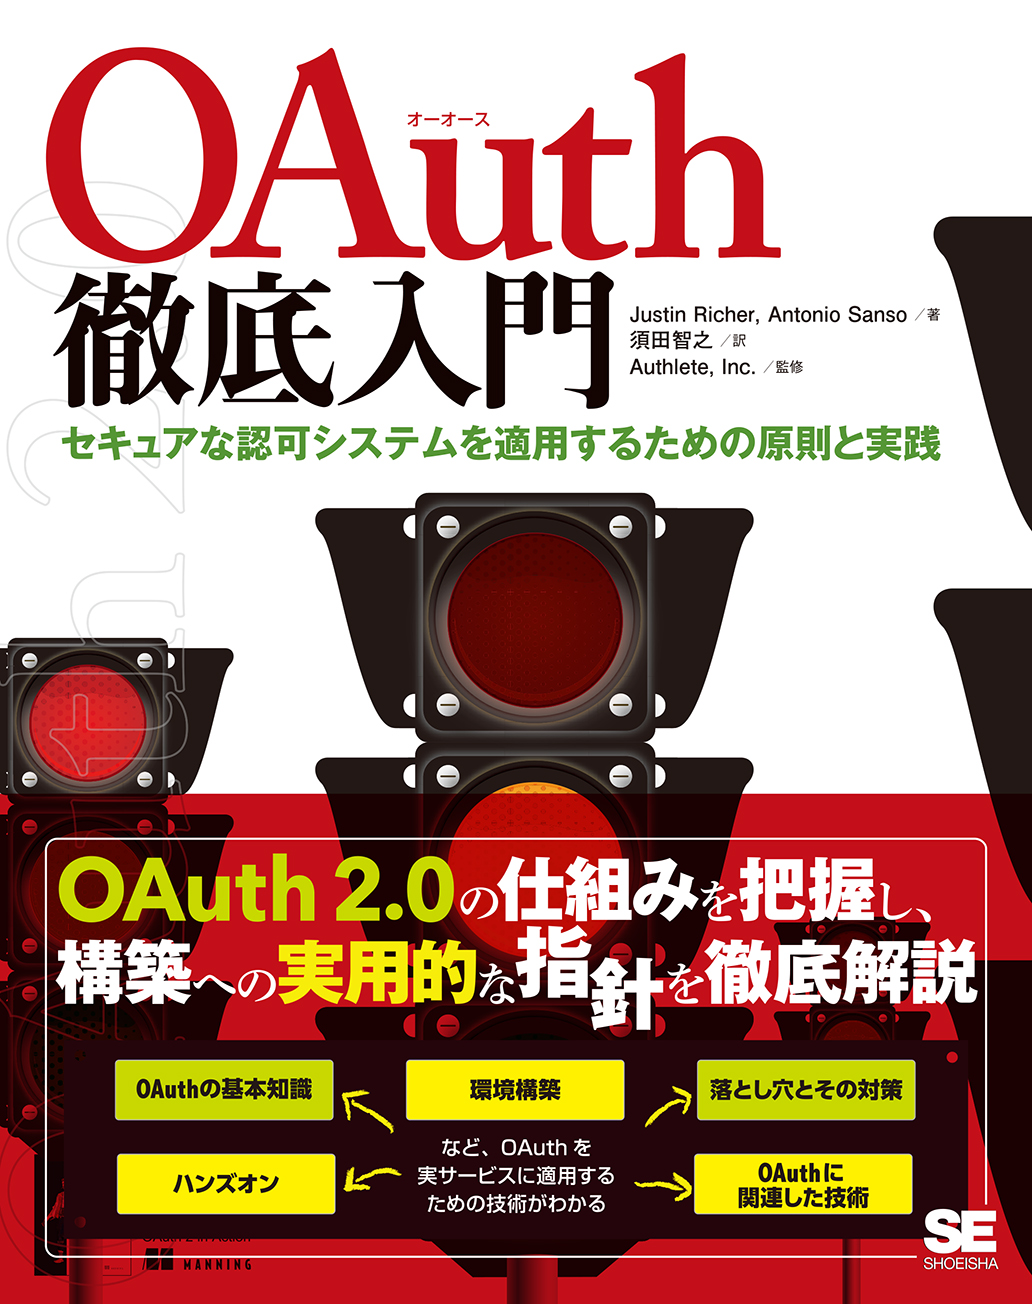 OAuth
オーオース
徹底入門
Justin Richer, Antonio Sanso／著
須田智之／訳
Authlete, Inc.／監修
セキュアな認可システムを適用するための原則と実践
OAuth 2.0の仕組みを把握し、
構築への実用的な指針を徹底解説
OAuthの基本知識
環境構築
落とし穴とその対策
など、OAuthを
実サービスに適用する
ための技術がわかる
ハンズオン
OAuthに
関連した技術
OAuth 2 in Action
MANNING
SE
SHOEISHA